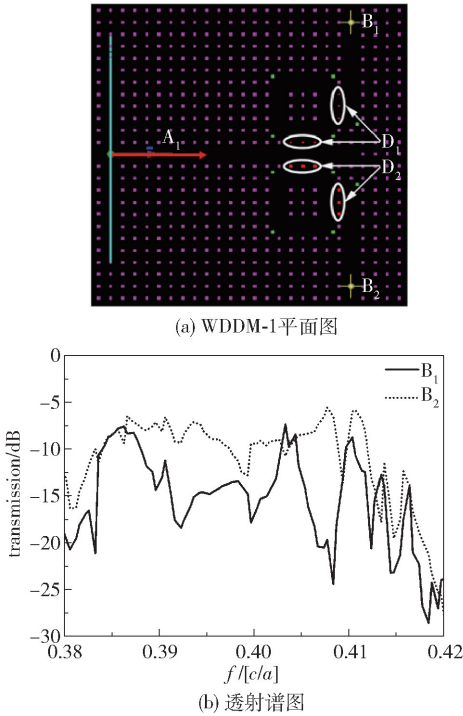 B₁
A₁
D₁
D₂
B₂
(a) WDDM-1平面图
0
-5
-10
-15
-20
-25
-30
transmission/dB
B₁
B₂
0.38 0.39 0.40 0.41 0.42
f/[c/a]
(b) 透射谱图